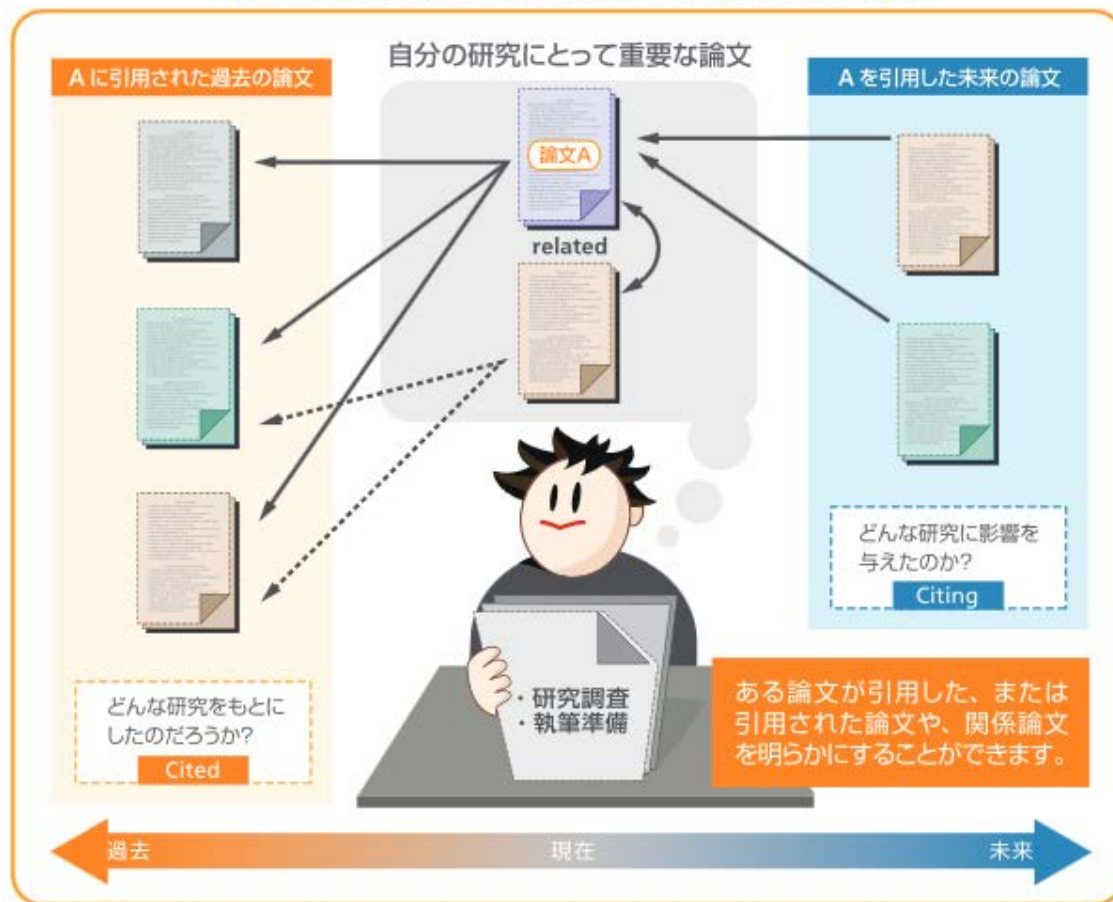 自分の研究にとって重要な論文
Aに引用された過去の論文
Aを引用した未来の論文
論文A
related
どんな研究に影響を
与えたのか?
Citing
・研究調査
・執筆準備
どんな研究をもとに
したのだろうか?
Cited
ある論文が引用した、または
引用された論文や、関係論文
を明らかにすることができます。
過去
現在
未来